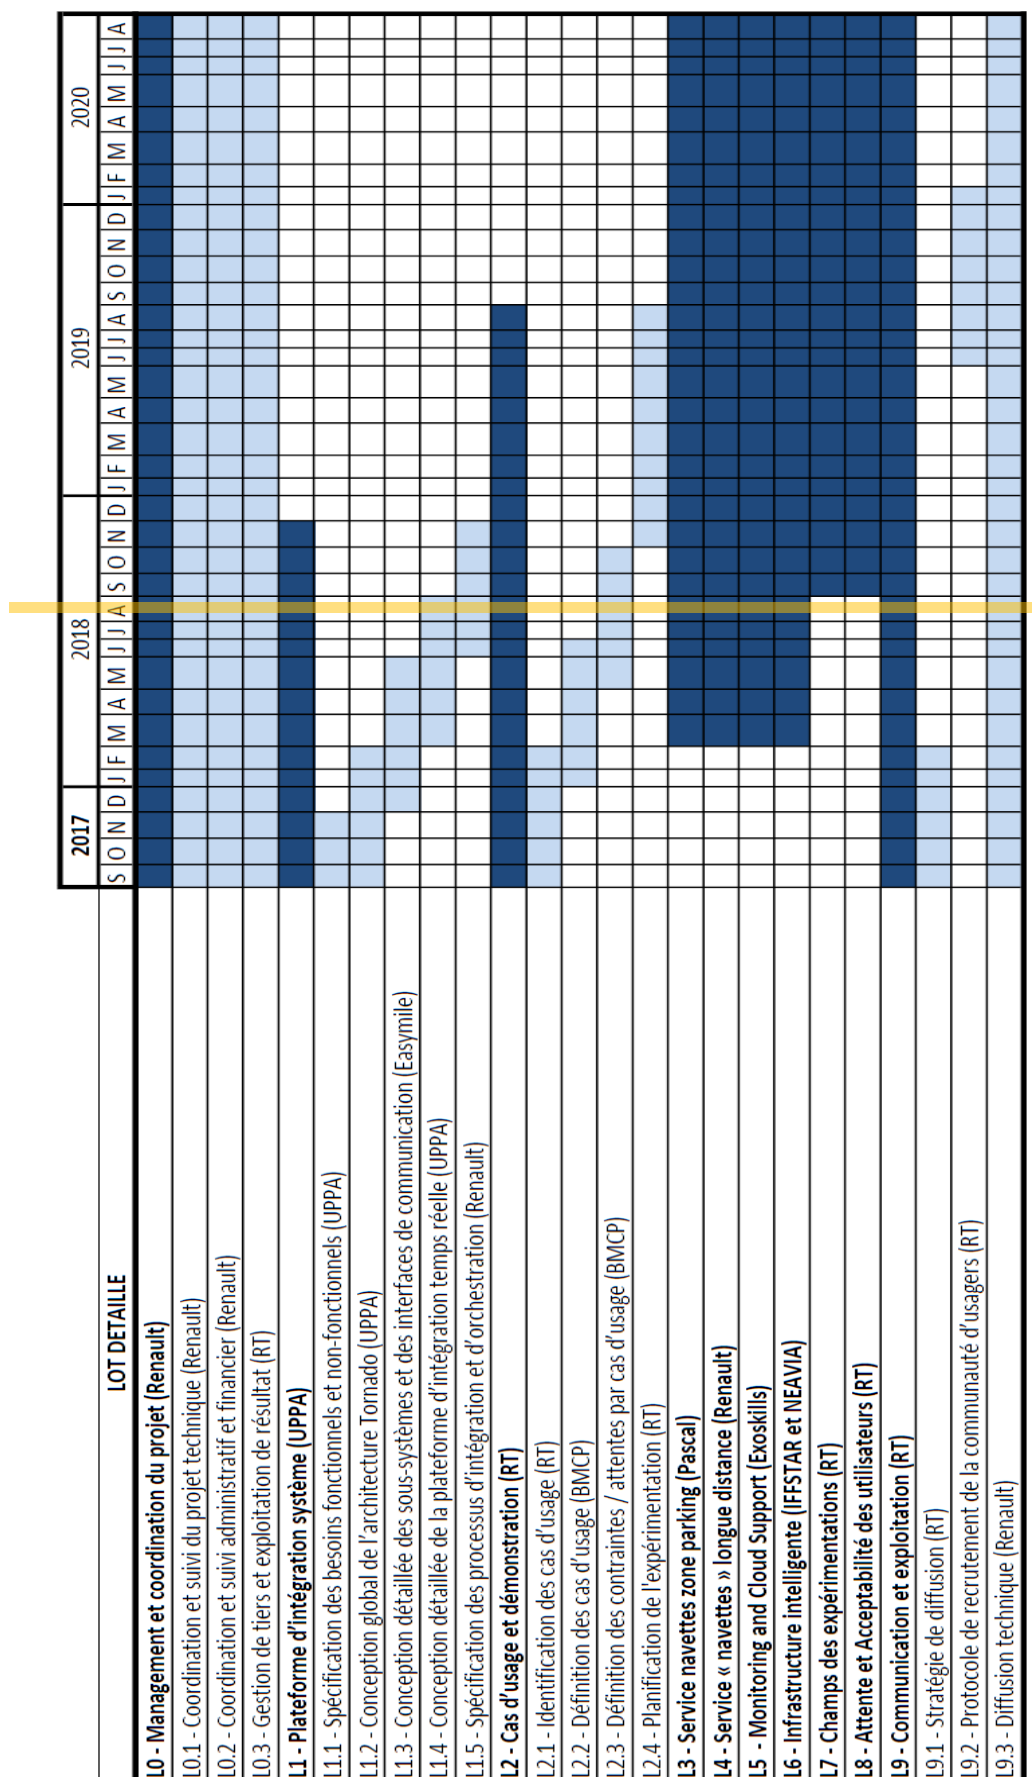 2017 2018 2019 2020
LOT DETAILLE S O N D J F M A M J J A S O N D J F M A M J J A S O N D J F M A M J J A
L0 - Management et coordination du projet (Renault)
L0.1 - Coordination et suivi du projet technique (Renault)
L0.2 - Coordination et suivi administratif et financier (Renault)
L0.3 - Gestion de tiers et exploitation de résultat (RT)
L1 - Plateforme d'intégration système (UPPA)
L1.1 - Spécification des besoins fonctionnels et non-fonctionnels (UPPA)
L1.2 - Conception global de l'architecture Tornado (UPPA)
L1.3 - Conception détaillée des sous-systèmes et des interfaces de communication (Easymile)
L1.4 - Conception détaillée de la plateforme d'intégration temps réelle (UPPA)
L1.5 - Spécification des processus d'intégration et d'orchestration (Renault)
L2 - Cas d'usage et démonstration (RT)
L2.1 - Identification des cas d'usage (RT)
L2.2 - Définition des cas d'usage (BMCP)
L2.3 - Définition des contraintes / attentes par cas d'usage (BMCP)
L2.4 - Planification de l'expérimentation (RT)
L3 - Service navettes zone parking (Pascal)
L4 - Service « navettes » longue distance (Renault)
L5 - Monitoring and Cloud Support (Exoskills)
L6 - Infrastructure intelligente (IFFSTAR et NEAVIA)
L7 - Champs des expérimentations (RT)
L8 - Attente et Acceptabilité des utilisateurs (RT)
L9 - Communication et exploitation (RT)
L9.1 - Stratégie de diffusion (RT)
L9.2 - Protocole de recrutement de la communauté d'usagers (RT)
L9.3 - Diffusion technique (Renault)